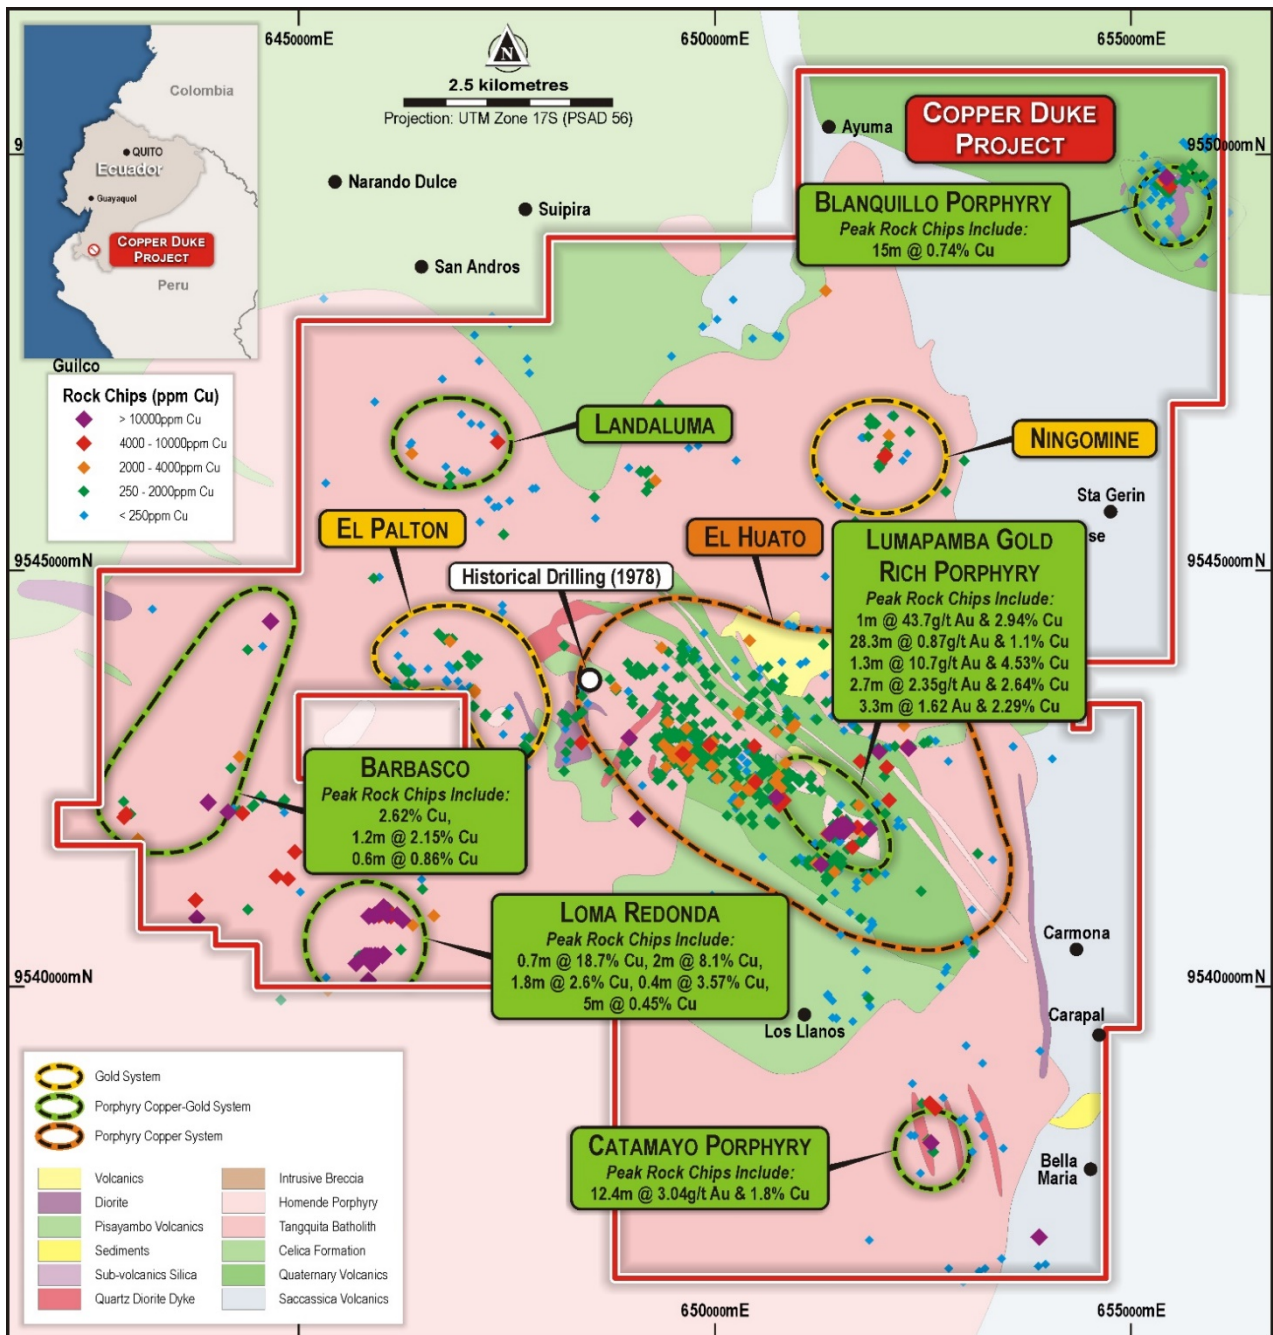 645000mE
650000mE
655000mE
N
2.5 kilometres
Projection: UTM Zone 17S (PSAD 56)
Colombia
QUITO
Ecuador
Guayaquol
COPPER DUKE
PROJECT
Peru
COPPER DUKE
PROJECT
9550000mN
Ayuma
Narando Dulce
Suipira
San Andros
Guilco
BLANQUILLO PORPHYRY
Peak Rock Chips Include:
15m @ 0.74% Cu
Rock Chips (ppm Cu)
> 10000ppm Cu
4000 - 10000ppm Cu
2000 - 4000ppm Cu
250 - 2000ppm Cu
< 250ppm Cu
LANDALUMA
NINGOMINE
Sta Gerin
se
EL PALTON
EL HUATO
Historical Drilling (1978)
9545000mN
9545000mN
LUMAPAMBA GOLD
RICH PORPHYRY
Peak Rock Chips Include:
1m @ 43.7g/t Au & 2.94% Cu
28.3m @ 0.87g/t Au & 1.1% Cu
1.3m @ 10.7g/t Au & 4.53% Cu
2.7m @ 2.35g/t Au & 2.64% Cu
3.3m @ 1.62 Au & 2.29% Cu
BARBASCO
Peak Rock Chips Include:
2.62% Cu,
1.2m @ 2.15% Cu
0.6m @ 0.86% Cu
LOMA REDONDA
Peak Rock Chips Include:
0.7m @ 18.7% Cu, 2m @ 8.1% Cu,
1.8m @ 2.6% Cu, 0.4m @ 3.57% Cu,
5m @ 0.45% Cu
Carmona
9540000mN
9540000mN
Los Llanos
Carapal
CATAMAYO PORPHYRY
Peak Rock Chips Include:
12.4m @ 3.04g/t Au & 1.8% Cu
Bella
Maria
Gold System
Porphyry Copper-Gold System
Porphyry Copper System
Volcanics
Diorite
Pisayambo Volcanics
Sediments
Sub-volcanics Silica
Quartz Diorite Dyke
Intrusive Breccia
Homende Porphyry
Tangquita Batholith
Celica Formation
Quaternary Volcanics
Saccassica Volcanics
650000mE
655000mE